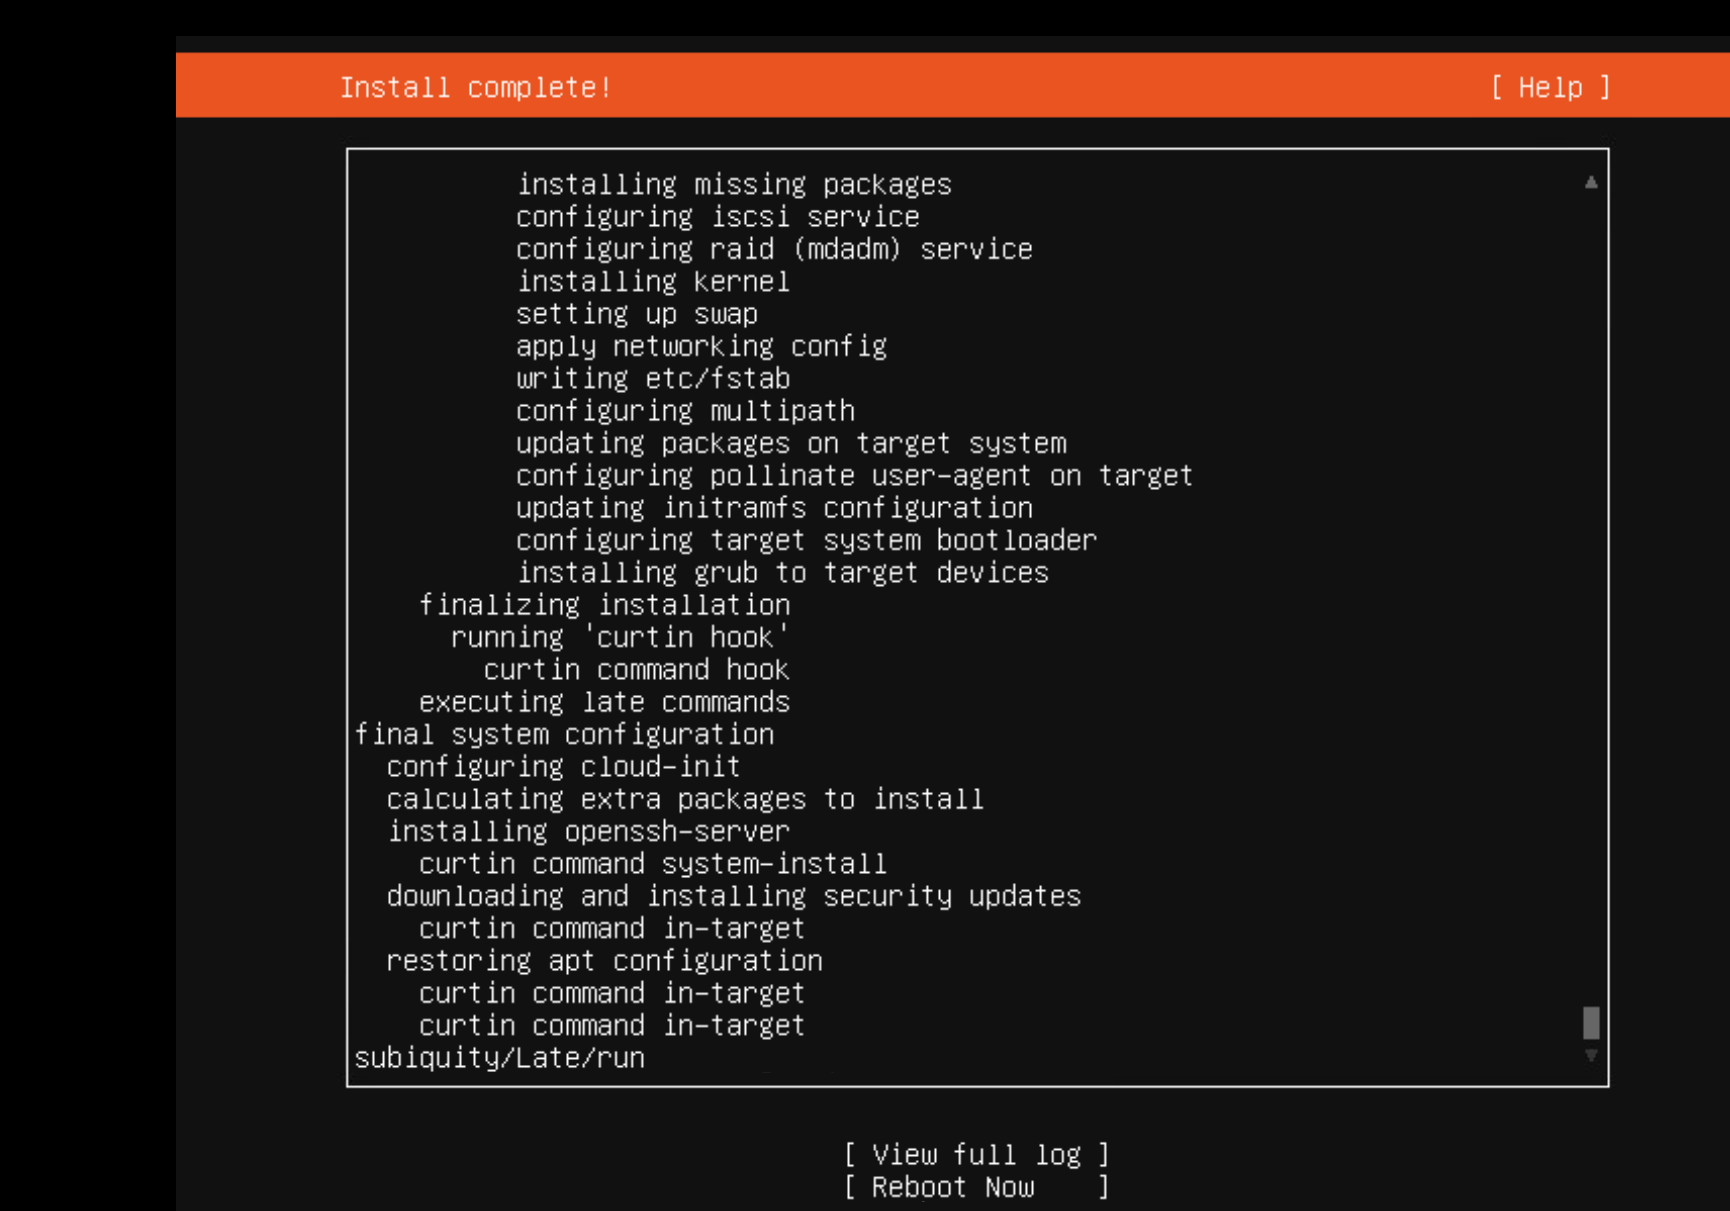 Install complete! [ Help ]
installing missing packages
configuring iscsi service
configuring raid (mdadm) service
installing kernel
setting up swap
apply networking config
writing etc/fstab
configuring multipath
updating packages on target system
configuring pollinate user-agent on target
updating initramfs configuration
configuring target system bootloader
installing grub to target devices
finalizing installation
running 'curtin hook'
curtin command hook
executing late commands
final system configuration
configuring cloud-init
calculating extra packages to install
installing openssh-server
curtin command system-install
downloading and installing security updates
curtin command in-target
restoring apt configuration
curtin command in-target
curtin command in-target
subiquity/Late/run
[ View full log ]
[ Reboot Now ]